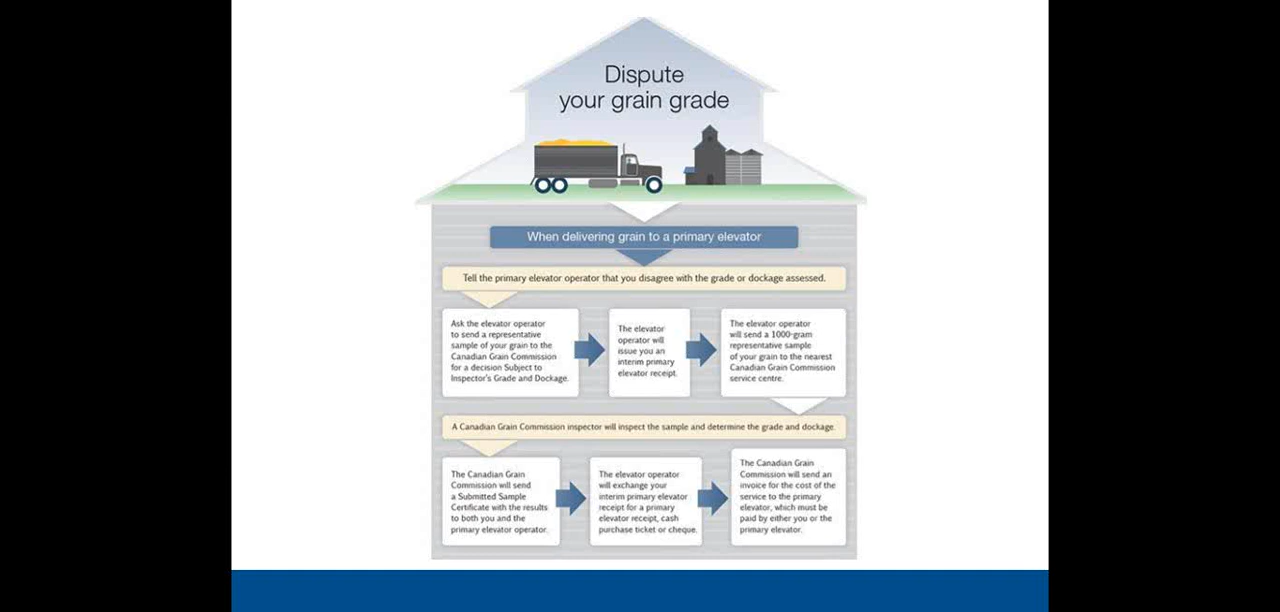 Dispute
your grain grade
When delivering grain to a primary elevator
Tell the primary elevator operator that you disagree with the grade or dockage assessed.
Ask the elevator operator
to send a representative
sample of your grain to the
Canadian Grain Commission
for a decision Subject to
Inspector's Grade and Dockage.
The elevator
operator will
issue you an
interim primary
elevator receipt.
The elevator operator
will send a 1000-gram
representative sample
of your grain to the nearest
Canadian Grain Commission
service centre.
A Canadian Grain Commission inspector will inspect the sample and determine the grade and dockage.
The Canadian Grain
Commission will send
a Submitted Sample
Certificate with the results
to both you and the
primary elevator operator.
The elevator operator
will exchange your
interim primary elevator
receipt for a primary
elevator receipt, cash
purchase ticket or cheque.
The Canadian Grain
Commission will send an
invoice for the cost of the
service to the primary
elevator, which must be
paid by either you or the
primary elevator.